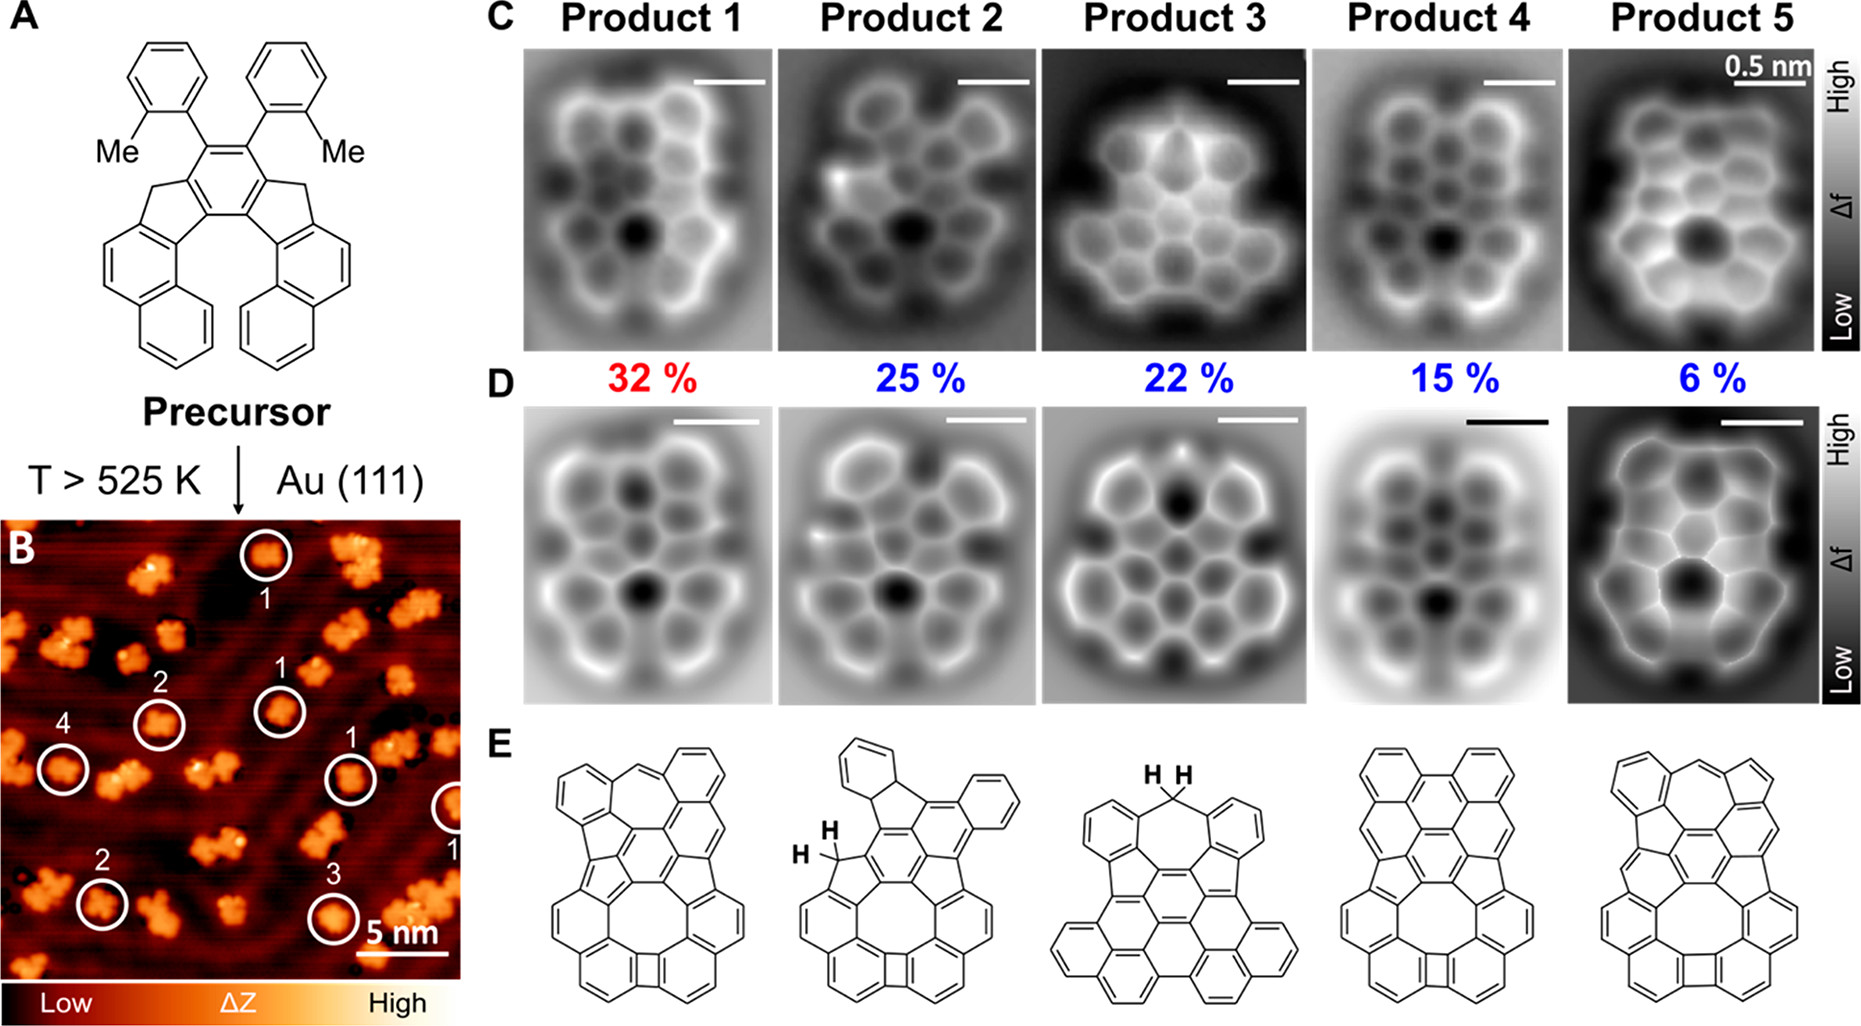 A
Me
Me
Precursor
T > 525 K
Au (111)
B
1
1
2
1
4
1
2
3
5 nm
Low
ΔZ
High
C
Product 1
Product 2
Product 3
Product 4
Product 5
0.5 nm
High
Δf
Low
D
32 %
25 %
22 %
15 %
6 %
High
Δf
Low
E
H
H
H H